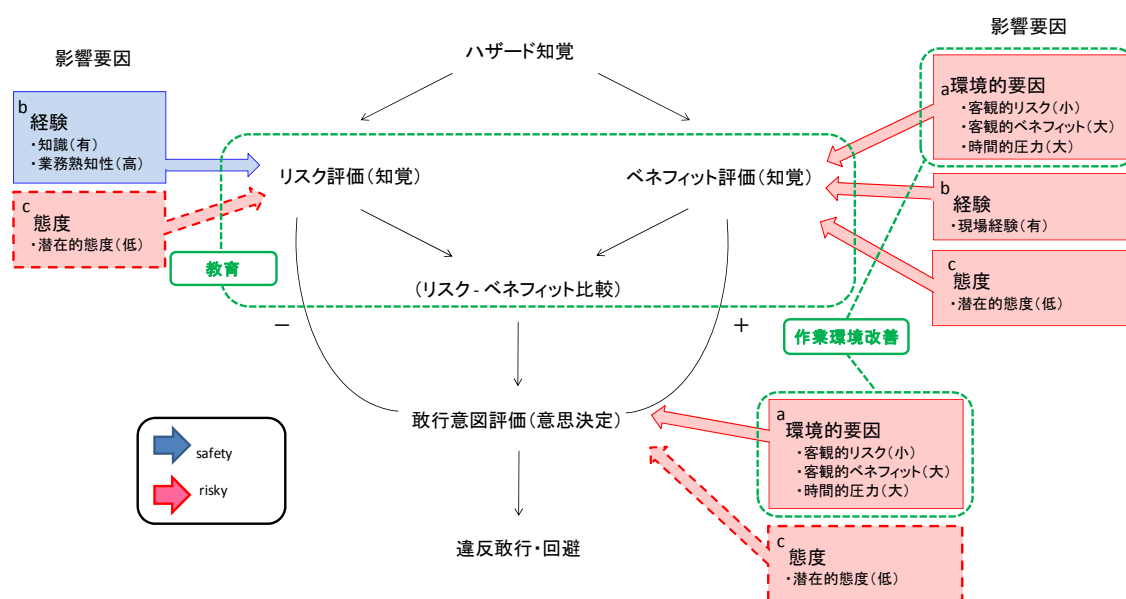 影響要因
b
経験
・知識(有)
・業務熟知性(高)
c
態度
・潜在的態度(低)
ハザード知覚
リスク評価(知覚)
ベネフィット評価(知覚)
教育
(リスク-ベネフィット比較)
−
+
敢行意図評価(意思決定)
違反敢行・回避
影響要因
a
環境的要因
・客観的リスク(小)
・客観的ベネフィット(大)
・時間的圧力(大)
b
経験
・現場経験(有)
c
態度
・潜在的態度(低)
作業環境改善
a
環境的要因
・客観的リスク(小)
・客観的ベネフィット(大)
・時間的圧力(大)
c
態度
・潜在的態度(低)
safety
risky